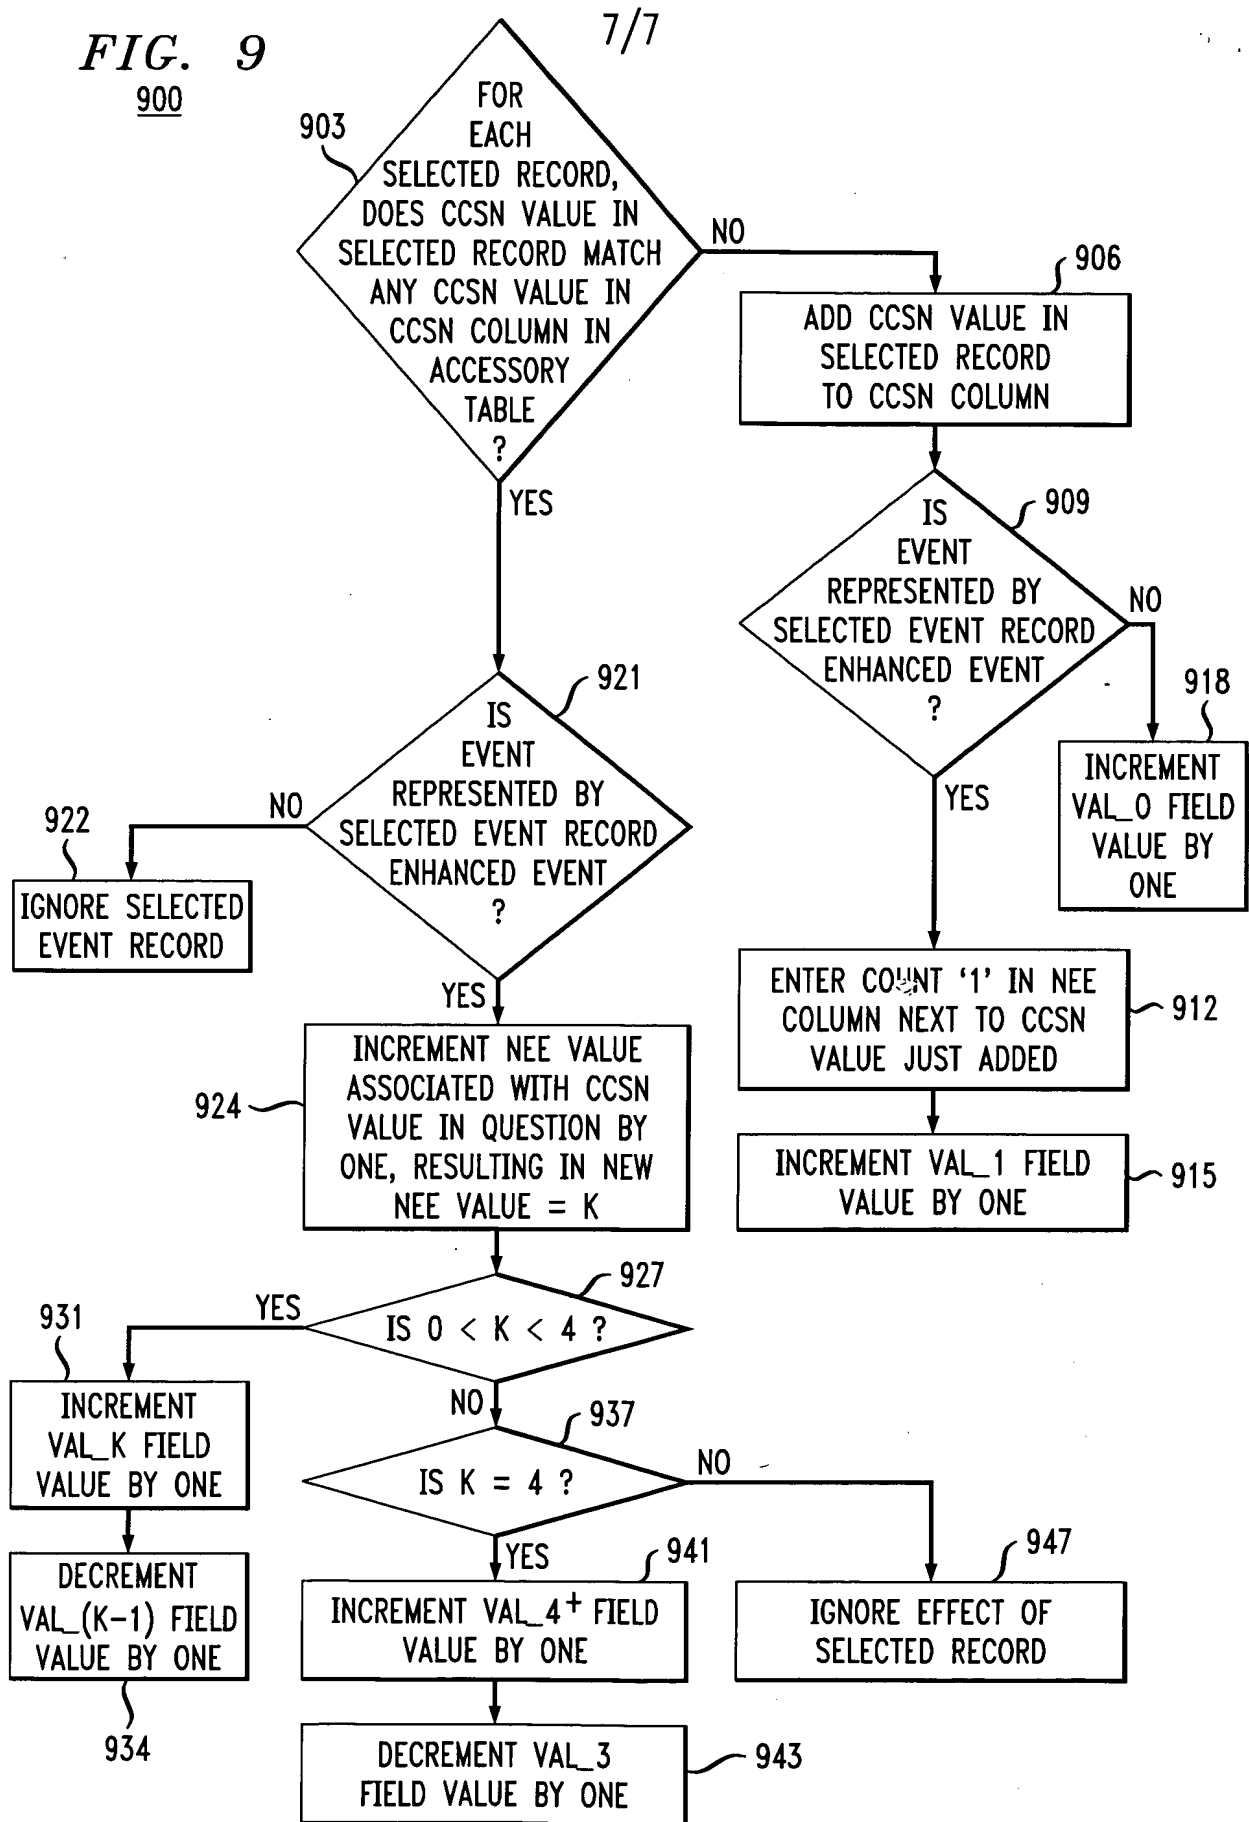 7/7
FIG. 9
900
903
FOR
EACH
SELECTED RECORD,
DOES CCSN VALUE IN
SELECTED RECORD MATCH
ANY CCSN VALUE IN
CCSN COLUMN IN
ACCESSORY
TABLE
?
NO
YES
906
ADD CCSN VALUE IN
SELECTED RECORD
TO CCSN COLUMN
909
IS
EVENT
REPRESENTED BY
SELECTED EVENT RECORD
ENHANCED EVENT
?
NO
YES
918
INCREMENT
VAL_0 FIELD
VALUE BY
ONE
912
ENTER COUNT '1' IN NEE
COLUMN NEXT TO CCSN
VALUE JUST ADDED
915
INCREMENT VAL_1 FIELD
VALUE BY ONE
921
IS
EVENT
REPRESENTED BY
SELECTED EVENT RECORD
ENHANCED EVENT
?
NO
YES
922
IGNORE SELECTED
EVENT RECORD
924
INCREMENT NEE VALUE
ASSOCIATED WITH CCSN
VALUE IN QUESTION BY
ONE, RESULTING IN NEW
NEE VALUE = K
927
IS 0 < K < 4 ?
YES
NO
931
INCREMENT
VAL_K FIELD
VALUE BY ONE
DECREMENT
VAL_(K-1) FIELD
VALUE BY ONE
934
937
IS K = 4 ?
NO
YES
941
INCREMENT VAL_4+ FIELD
VALUE BY ONE
947
IGNORE EFFECT OF
SELECTED RECORD
DECREMENT VAL_3
FIELD VALUE BY ONE
943